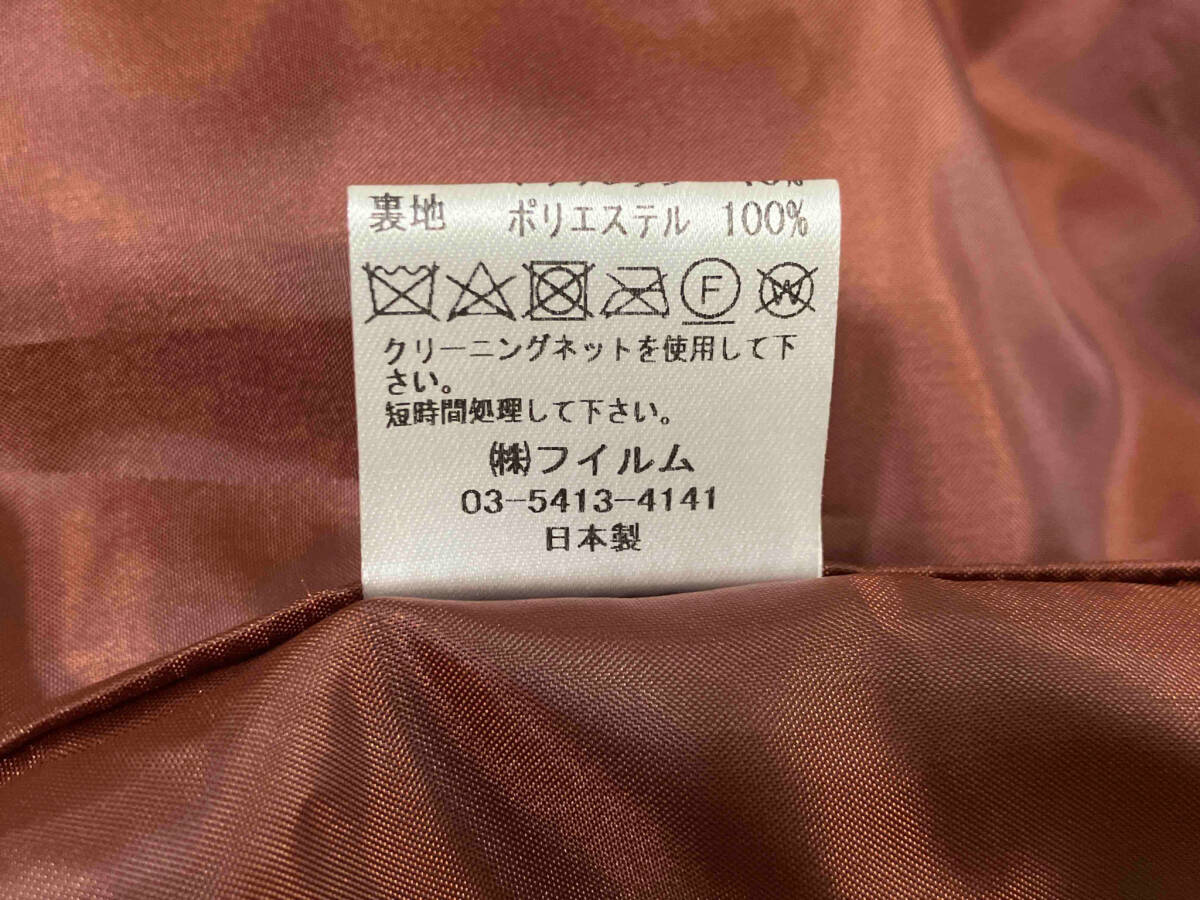 裏地 ポリエステル 100%
F W
クリーニングネットを使用して下
さい。
短時間処理して下さい。
㈱フイルム
03-5413-4141
日本製